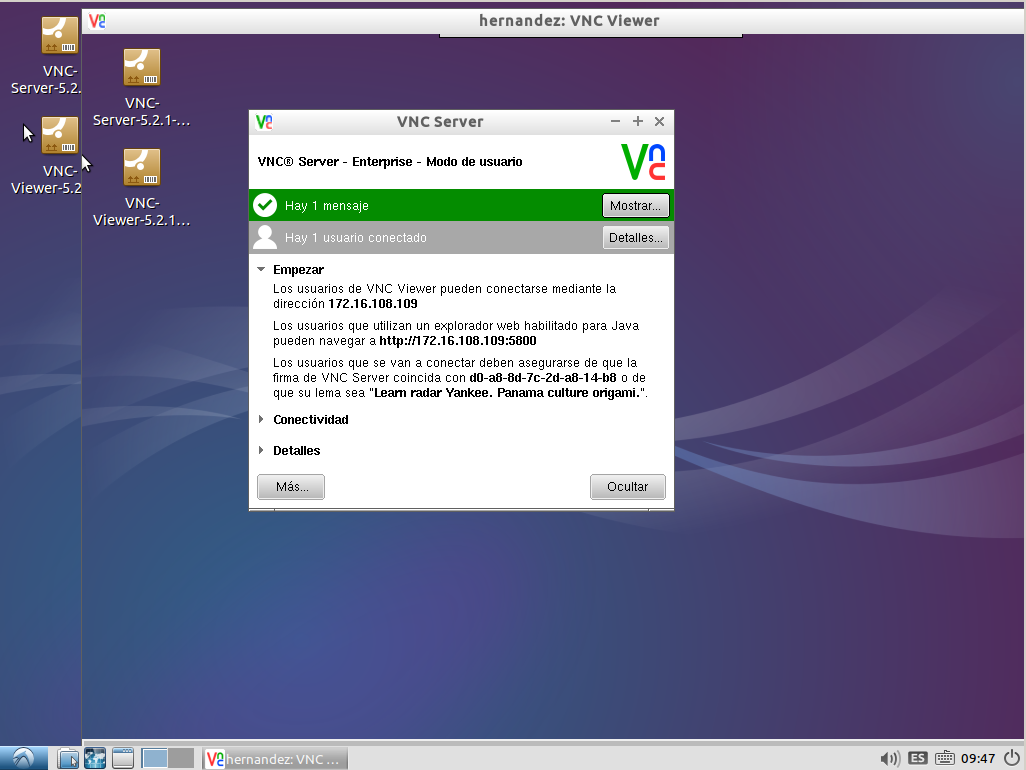 hernandez: VNC Viewer
VNC-
Server-5.2.
VNC-
Viewer-5.2
VNC-
Server-5.2.1-...
VNC-
Viewer-5.2.1...
VNC Server
VNC® Server - Enterprise - Modo de usuario
Hay 1 mensaje
Mostrar...
Hay 1 usuario conectado
Detalles...
Empezar
Los usuarios de VNC Viewer pueden conectarse mediante la
dirección 172.16.108.109
Los usuarios que utilizan un explorador web habilitado para Java
pueden navegar a http://172.16.108.109:5800
Los usuarios que se van a conectar deben asegurarse de que la
firma de VNC Server coincida con d0-a8-8d-7c-2d-a8-14-b8 o de
que su lema sea "Learn radar Yankee. Panama culture origami.".
Conectividad
Detalles
Más...
Ocultar
hernandez: VNC ...
ES
09:47